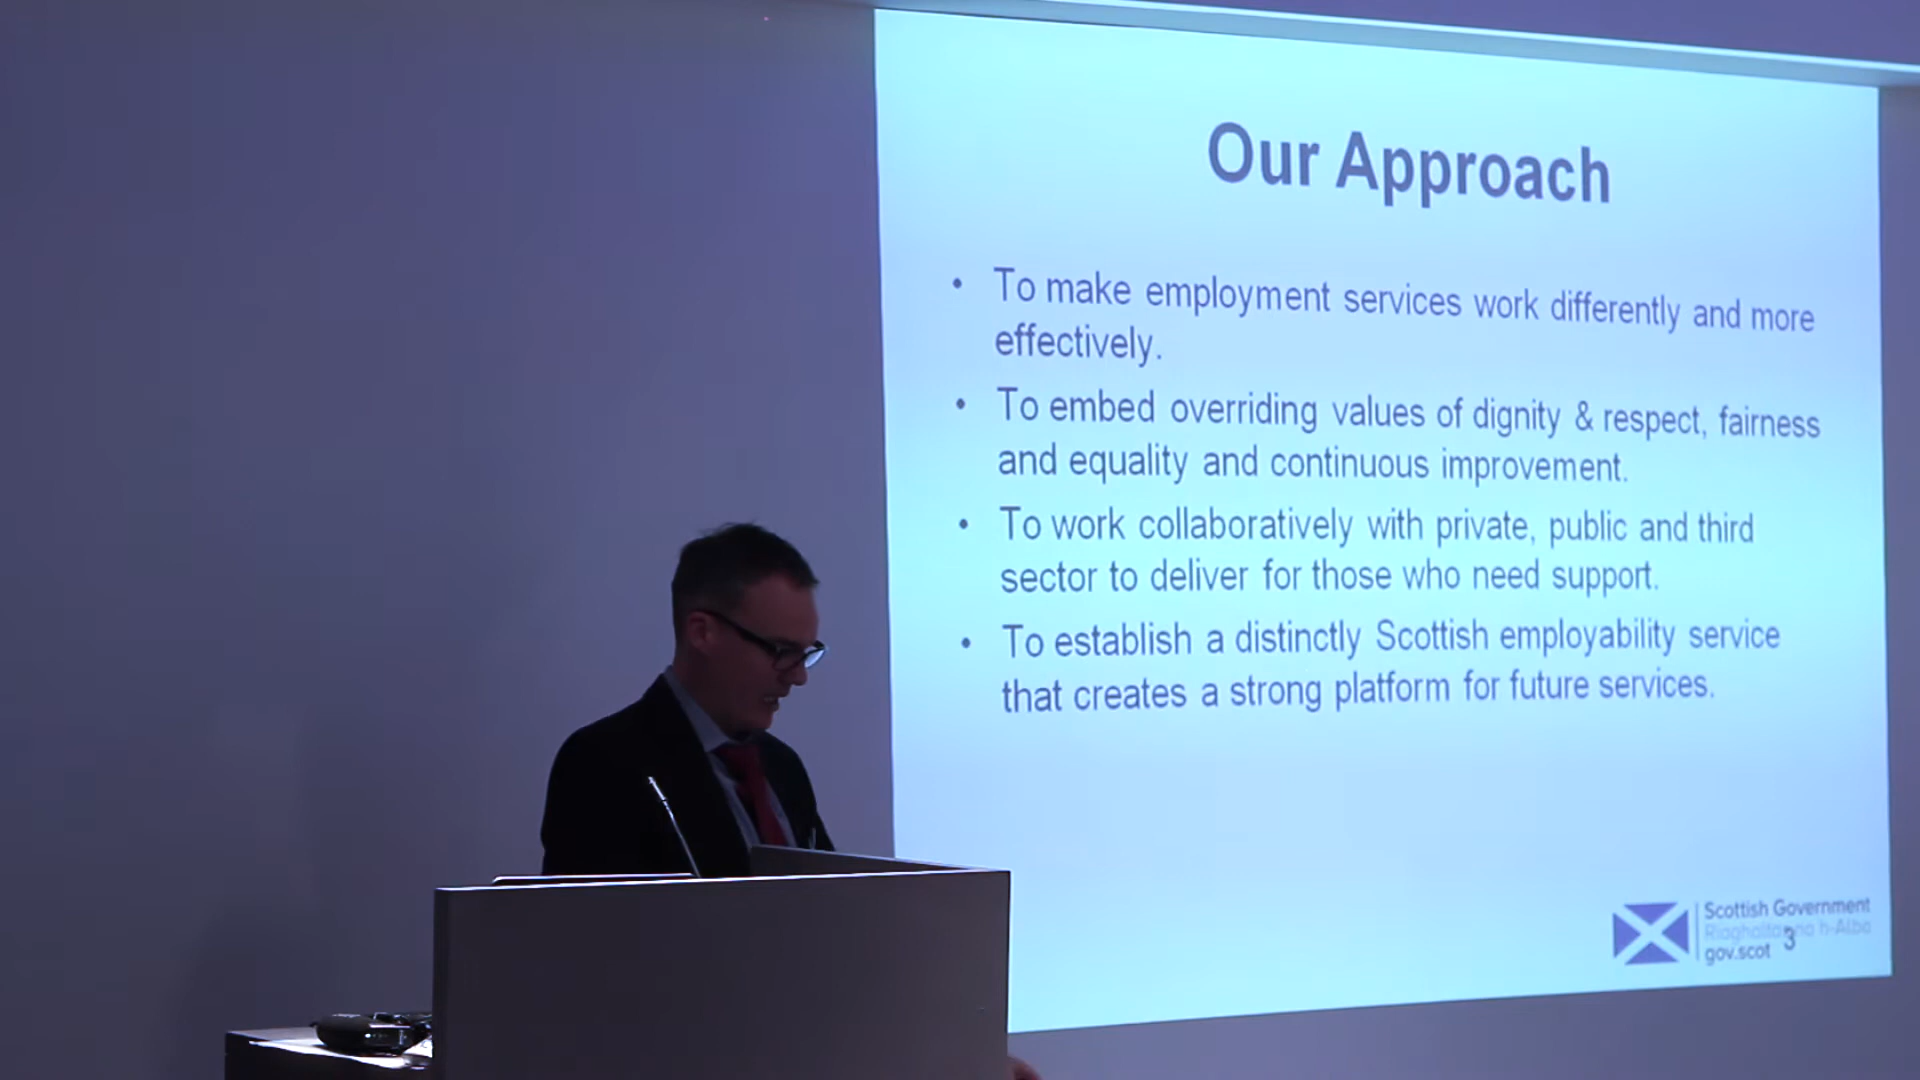 Our Approach
• To make employment services work differently and more
effectively.
• To embed overriding values of dignity & respect, fairness
and equality and continuous improvement.
• To work collaboratively with private, public and third
sector to deliver for those who need support.
• To establish a distinctly Scottish employability service
that creates a strong platform for future services.
Scottish Government
Riaghaltas na h-Alba
gov.scot
3